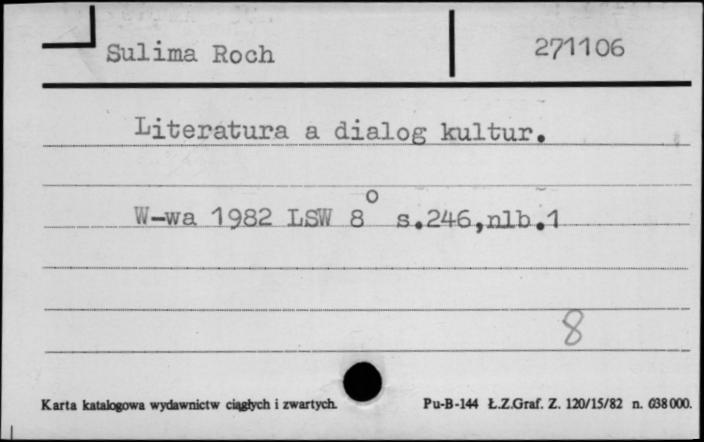 Sulima Roch 271106
Literatura a dialog kultur.
W-wa 1982 LSW 8° s.246,nlb.1
8
Karta katalogowa wydawnictw ciągłych i zwartych. Pu-B-144 Ł.Z.Graf. Z. 120/15/82 n. 638000.